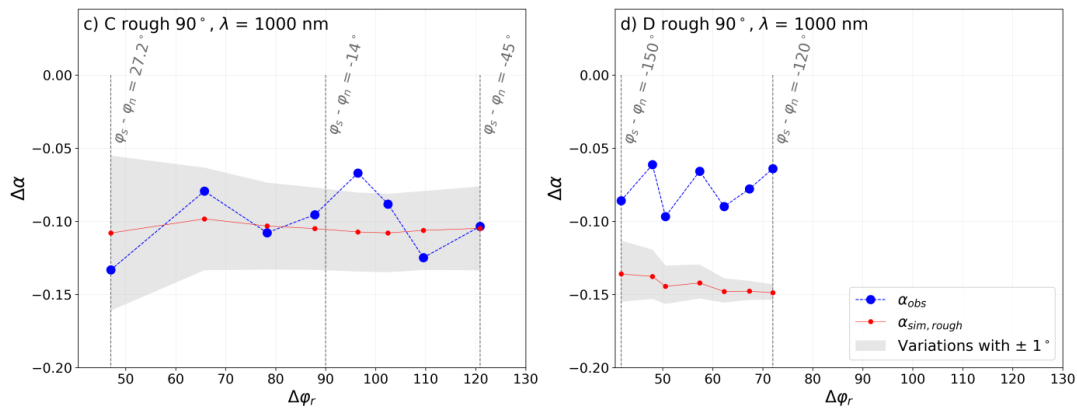 c) C rough 90°, λ = 1000 nm
φs - φn = 27.2°
φs - φn = -14°
φs - φn = -45°
0.00
−0.05
−0.10
−0.15
−0.20
Δα
50 60 70 80 90 100 110 120 130
Δφr
d) D rough 90°, λ = 1000 nm
φs - φn = -150°
φs - φn = -120°
0.00
−0.05
−0.10
−0.15
−0.20
Δα
αobs
αsim, rough
Variations with ± 1°
50 60 70 80 90 100 110 120 130
Δφr